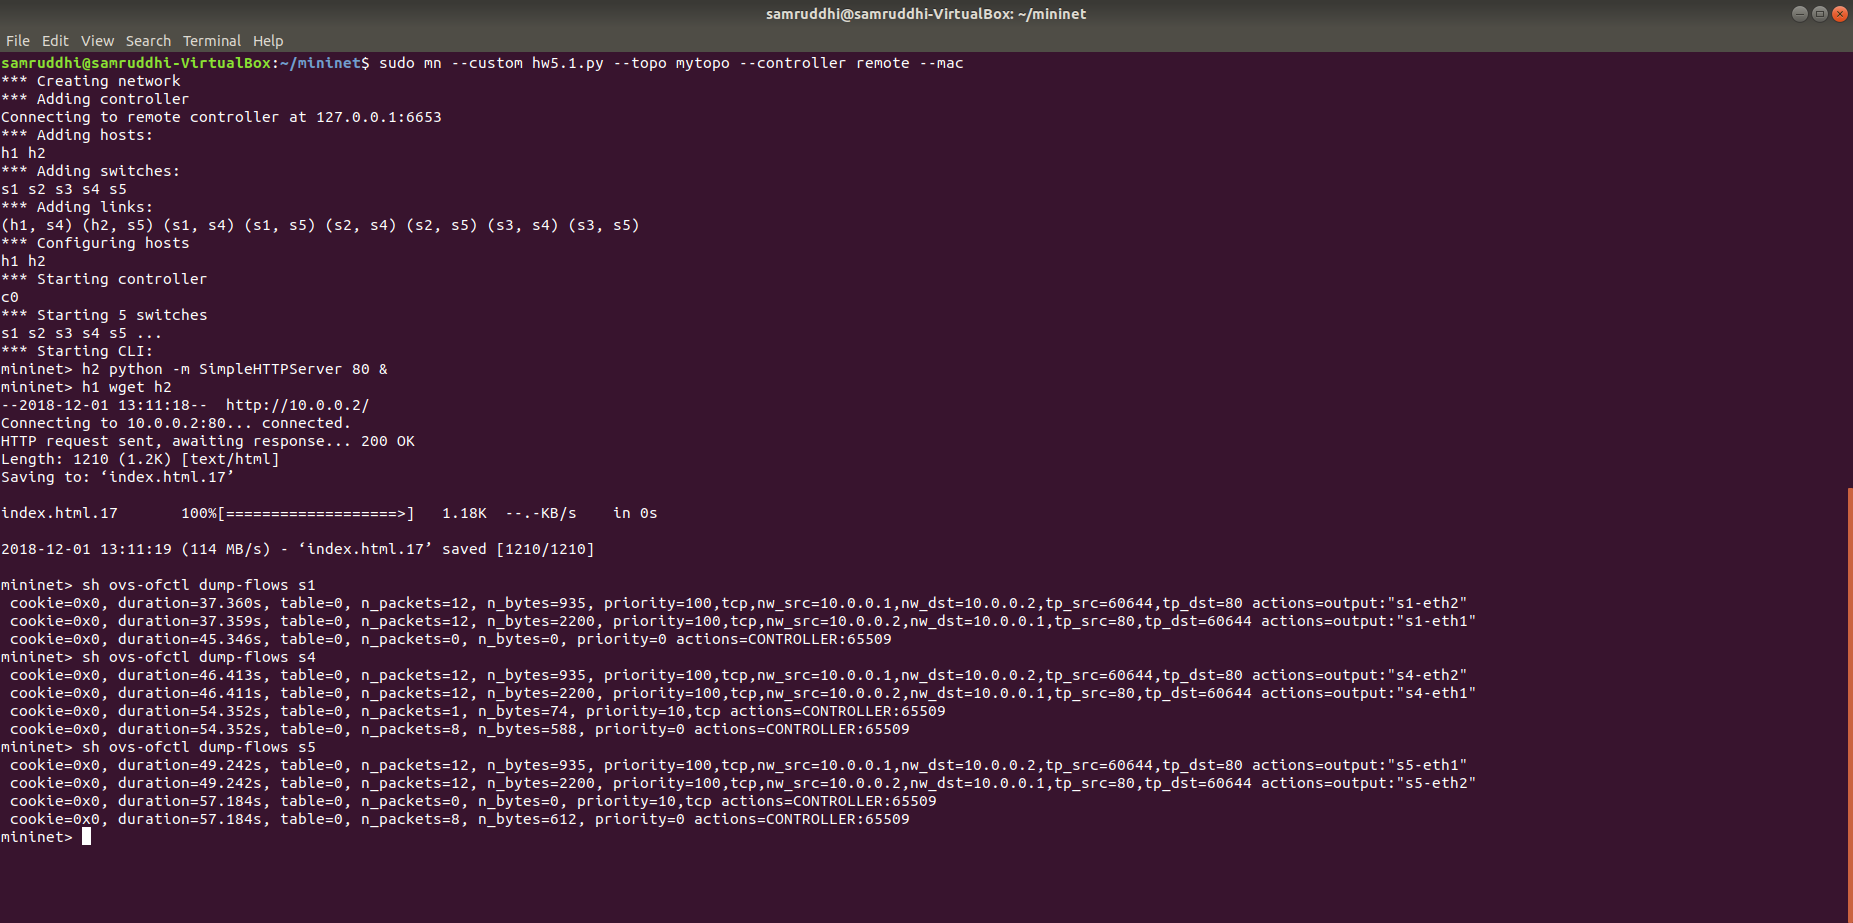 samruddhi@samruddhi-VirtualBox: ~/mininet
File Edit View Search Terminal Help
samruddhi@samruddhi-VirtualBox:~/mininet$ sudo mn --custom hw5.1.py --topo mytopo --controller remote --mac
*** Creating network
*** Adding controller
Connecting to remote controller at 127.0.0.1:6653
*** Adding hosts:
h1 h2
*** Adding switches:
s1 s2 s3 s4 s5
*** Adding links:
(h1, s4) (h2, s5) (s1, s4) (s1, s5) (s2, s4) (s2, s5) (s3, s4) (s3, s5)
*** Configuring hosts
h1 h2
*** Starting controller
c0
*** Starting 5 switches
s1 s2 s3 s4 s5 ...
*** Starting CLI:
mininet> h2 python -m SimpleHTTPServer 80 &
mininet> h1 wget h2
--2018-12-01 13:11:18--  http://10.0.0.2/
Connecting to 10.0.0.2:80... connected.
HTTP request sent, awaiting response... 200 OK
Length: 1210 (1.2K) [text/html]
Saving to: ‘index.html.17’
index.html.17       100%[===================>]   1.18K  --.-KB/s    in 0s
2018-12-01 13:11:19 (114 MB/s) - ‘index.html.17’ saved [1210/1210]
mininet> sh ovs-ofctl dump-flows s1
 cookie=0x0, duration=37.360s, table=0, n_packets=12, n_bytes=935, priority=100,tcp,nw_src=10.0.0.1,nw_dst=10.0.0.2,tp_src=60644,tp_dst=80 actions=output:"s1-eth2"
 cookie=0x0, duration=37.359s, table=0, n_packets=12, n_bytes=2200, priority=100,tcp,nw_src=10.0.0.2,nw_dst=10.0.0.1,tp_src=80,tp_dst=60644 actions=output:"s1-eth1"
 cookie=0x0, duration=45.346s, table=0, n_packets=0, n_bytes=0, priority=0 actions=CONTROLLER:65509
mininet> sh ovs-ofctl dump-flows s4
 cookie=0x0, duration=46.413s, table=0, n_packets=12, n_bytes=935, priority=100,tcp,nw_src=10.0.0.1,nw_dst=10.0.0.2,tp_src=60644,tp_dst=80 actions=output:"s4-eth2"
 cookie=0x0, duration=46.411s, table=0, n_packets=12, n_bytes=2200, priority=100,tcp,nw_src=10.0.0.2,nw_dst=10.0.0.1,tp_src=80,tp_dst=60644 actions=output:"s4-eth1"
 cookie=0x0, duration=54.352s, table=0, n_packets=1, n_bytes=74, priority=10,tcp actions=CONTROLLER:65509
 cookie=0x0, duration=54.352s, table=0, n_packets=8, n_bytes=588, priority=0 actions=CONTROLLER:65509
mininet> sh ovs-ofctl dump-flows s5
 cookie=0x0, duration=49.242s, table=0, n_packets=12, n_bytes=935, priority=100,tcp,nw_src=10.0.0.1,nw_dst=10.0.0.2,tp_src=60644,tp_dst=80 actions=output:"s5-eth1"
 cookie=0x0, duration=49.242s, table=0, n_packets=12, n_bytes=2200, priority=100,tcp,nw_src=10.0.0.2,nw_dst=10.0.0.1,tp_src=80,tp_dst=60644 actions=output:"s5-eth2"
 cookie=0x0, duration=57.184s, table=0, n_packets=0, n_bytes=0, priority=10,tcp actions=CONTROLLER:65509
 cookie=0x0, duration=57.184s, table=0, n_packets=8, n_bytes=612, priority=0 actions=CONTROLLER:65509
mininet>